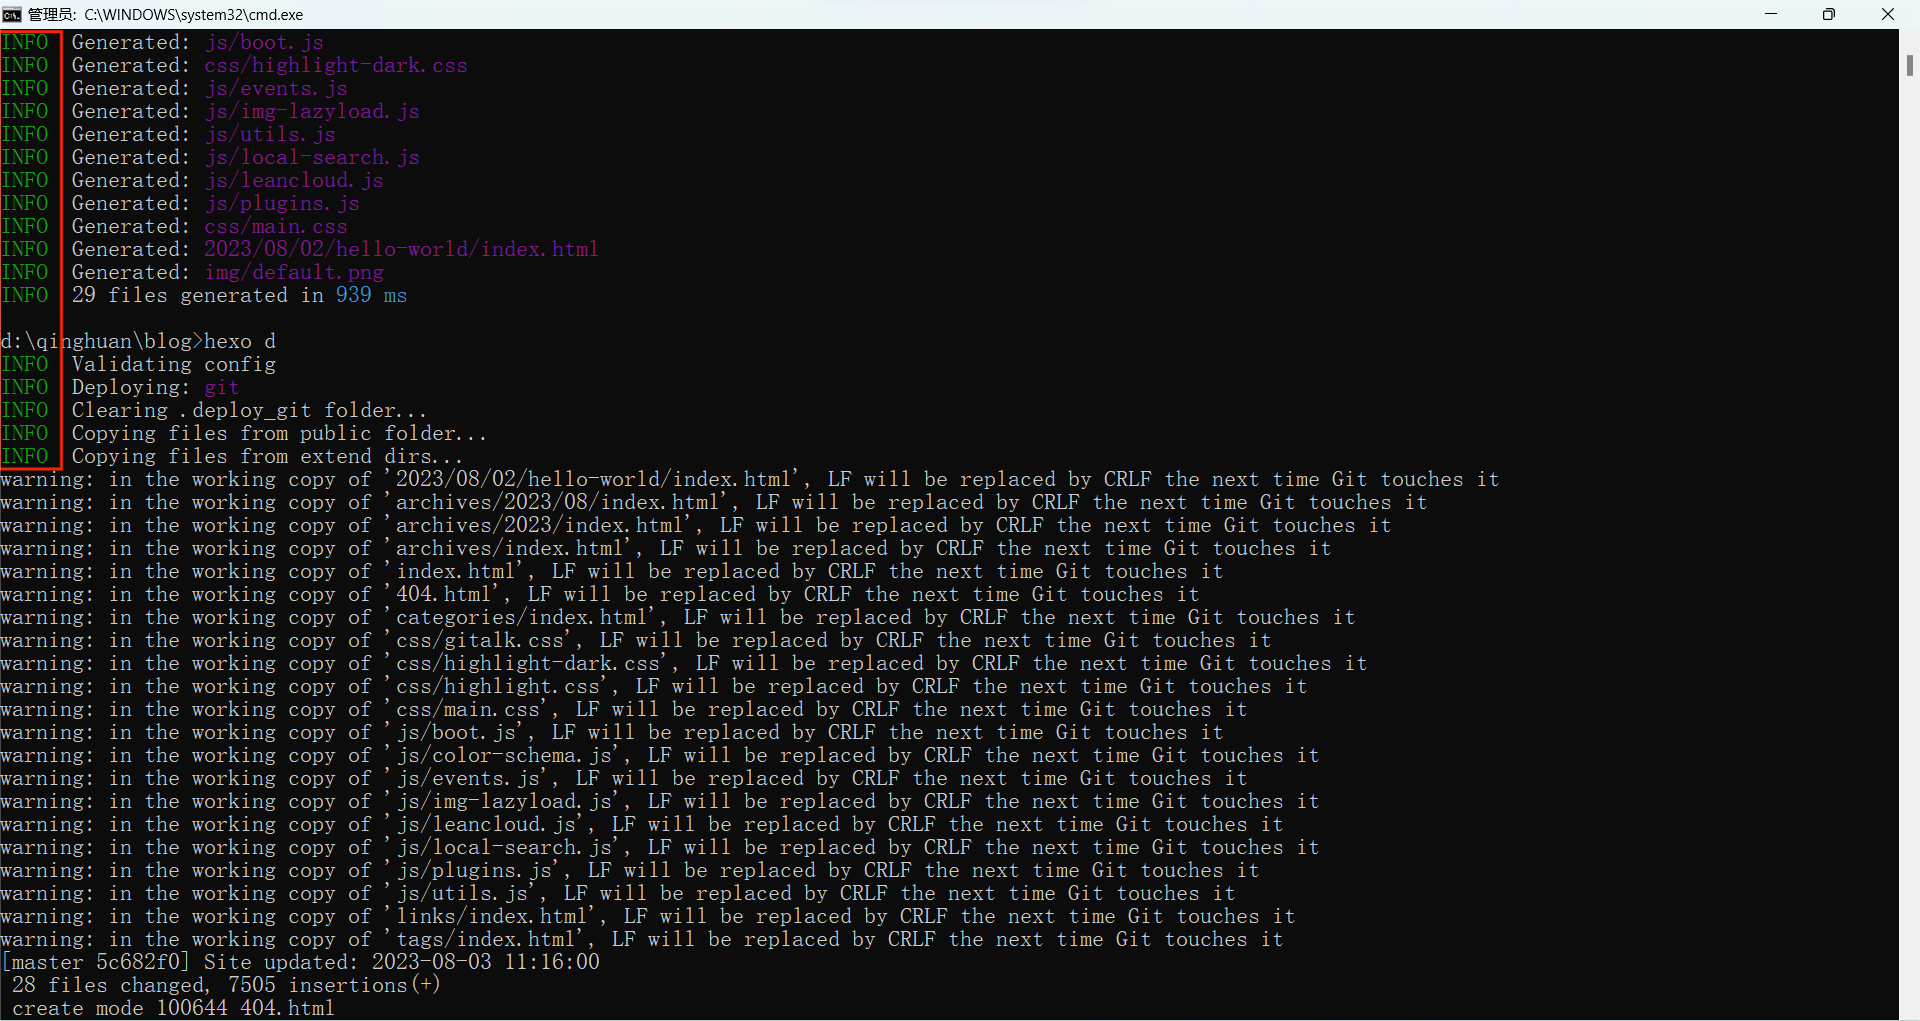 管理员: C:\WINDOWS\system32\cmd.exe
INFO  Generated: js/boot.js
INFO  Generated: css/highlight-dark.css
INFO  Generated: js/events.js
INFO  Generated: js/img-lazyload.js
INFO  Generated: js/utils.js
INFO  Generated: js/local-search.js
INFO  Generated: js/leancloud.js
INFO  Generated: js/plugins.js
INFO  Generated: css/main.css
INFO  Generated: 2023/08/02/hello-world/index.html
INFO  Generated: img/default.png
INFO  29 files generated in 939 ms
d:\qinghuan\blog>hexo d
INFO  Validating config
INFO  Deploying: git
INFO  Clearing .deploy_git folder...
INFO  Copying files from public folder...
INFO  Copying files from extend dirs...
warning: in the working copy of '2023/08/02/hello-world/index.html', LF will be replaced by CRLF the next time Git touches it
warning: in the working copy of 'archives/2023/08/index.html', LF will be replaced by CRLF the next time Git touches it
warning: in the working copy of 'archives/2023/index.html', LF will be replaced by CRLF the next time Git touches it
warning: in the working copy of 'archives/index.html', LF will be replaced by CRLF the next time Git touches it
warning: in the working copy of 'index.html', LF will be replaced by CRLF the next time Git touches it
warning: in the working copy of '404.html', LF will be replaced by CRLF the next time Git touches it
warning: in the working copy of 'categories/index.html', LF will be replaced by CRLF the next time Git touches it
warning: in the working copy of 'css/gitalk.css', LF will be replaced by CRLF the next time Git touches it
warning: in the working copy of 'css/highlight-dark.css', LF will be replaced by CRLF the next time Git touches it
warning: in the working copy of 'css/highlight.css', LF will be replaced by CRLF the next time Git touches it
warning: in the working copy of 'css/main.css', LF will be replaced by CRLF the next time Git touches it
warning: in the working copy of 'js/boot.js', LF will be replaced by CRLF the next time Git touches it
warning: in the working copy of 'js/color-schema.js', LF will be replaced by CRLF the next time Git touches it
warning: in the working copy of 'js/events.js', LF will be replaced by CRLF the next time Git touches it
warning: in the working copy of 'js/img-lazyload.js', LF will be replaced by CRLF the next time Git touches it
warning: in the working copy of 'js/leancloud.js', LF will be replaced by CRLF the next time Git touches it
warning: in the working copy of 'js/local-search.js', LF will be replaced by CRLF the next time Git touches it
warning: in the working copy of 'js/plugins.js', LF will be replaced by CRLF the next time Git touches it
warning: in the working copy of 'js/utils.js', LF will be replaced by CRLF the next time Git touches it
warning: in the working copy of 'links/index.html', LF will be replaced by CRLF the next time Git touches it
warning: in the working copy of 'tags/index.html', LF will be replaced by CRLF the next time Git touches it
[master 5c682f0] Site updated: 2023-08-03 11:16:00
 28 files changed, 7505 insertions(+)
 create mode 100644 404.html